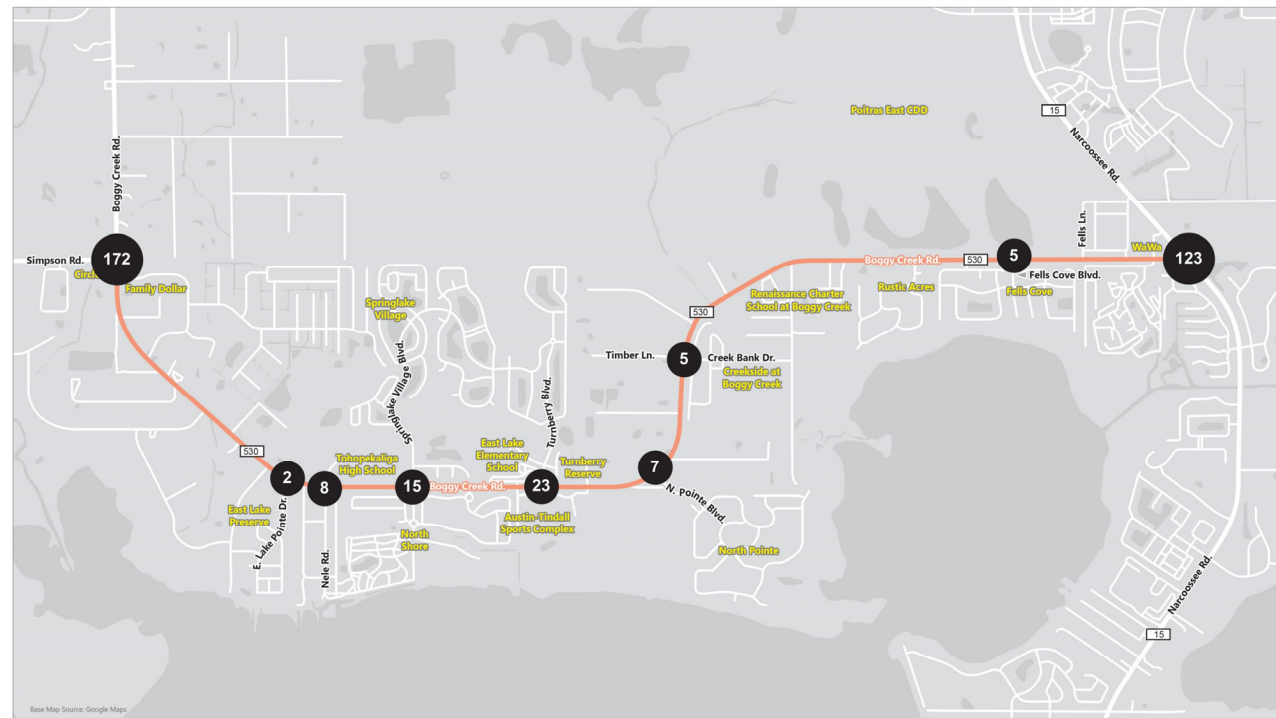 Poitras East CDD
15
Narcoossee Rd.
Boggy Creek Rd.
Fells Ln.
WaWa
Simpson Rd.
172
Circle
Family Dollar
Boggy Creek Rd.
530
5
123
Fells Cove Blvd.
Rustic Acres
Fells Cove
Renaissance Charter
School at Boggy Creek
Springlake
Village
530
Timber Ln.
5
Creek Bank Dr.
Creekside at
Boggy Creek
Springlake Village Blvd.
Turnberry Blvd.
530
Tohopekaliga
High School
East Lake
Elementary
School
Turnberry
Reserve
2
8
15
Boggy Creek Rd.
23
7
N. Pointe Blvd.
East Lake
Preserve
E. Lake Pointe Dr.
Nele Rd.
North
Shore
Austin-Tindall
Sports Complex
North Pointe
Narcoossee Rd.
15
Base Map Source: Google Maps